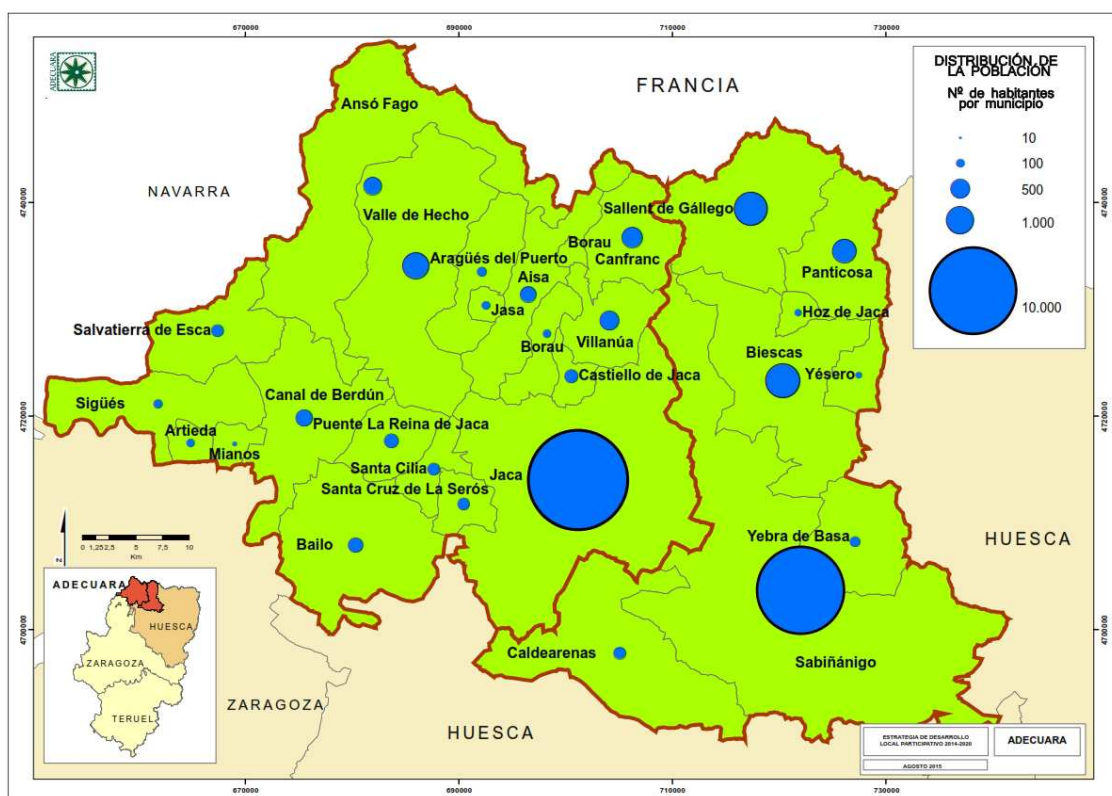 670000
690000
710000
730000
ADECUARA
DISTRIBUCIÓN DE
LA POBLACIÓN
Nº de habitantes
por municipio
10
100
500
1.000
10.000
FRANCIA
NAVARRA
Ansó Fago
4740000
4740000
Valle de Hecho
Sallent de Gállego
Borau
Canfranc
Panticosa
Aragüés del Puerto
Aisa
Jasa
Hoz de Jaca
Salvatierra de Esca
Borau
Villanúa
Biescas
Yésero
Castiello de Jaca
Sigüés
Canal de Berdún
4720000
4720000
Artieda
Mianos
Puente La Reina de Jaca
Santa Cilia
Jaca
Santa Cruz de La Serós
Bailo
Yebra de Basa
HUESCA
0 1,25 2,5 5 7,5 10
Km
ADECUARA
HUESCA
ZARAGOZA
TERUEL
4700000
4700000
Caldearenas
Sabiñánigo
ZARAGOZA
HUESCA
ESTRATEGIA DE DESARROLLO
LOCAL PARTICIPATIVO 2014-2020
ADECUARA
AGOSTO 2015
670000
690000
710000
730000